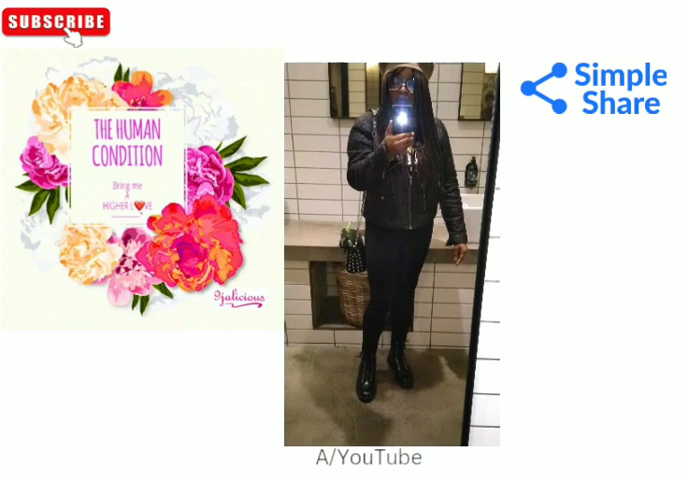 SUBSCRIBE
THE HUMAN
CONDITION
Bring me
A
HIGHER L❤VE
9jalicious
Simple
Share
A/YouTube